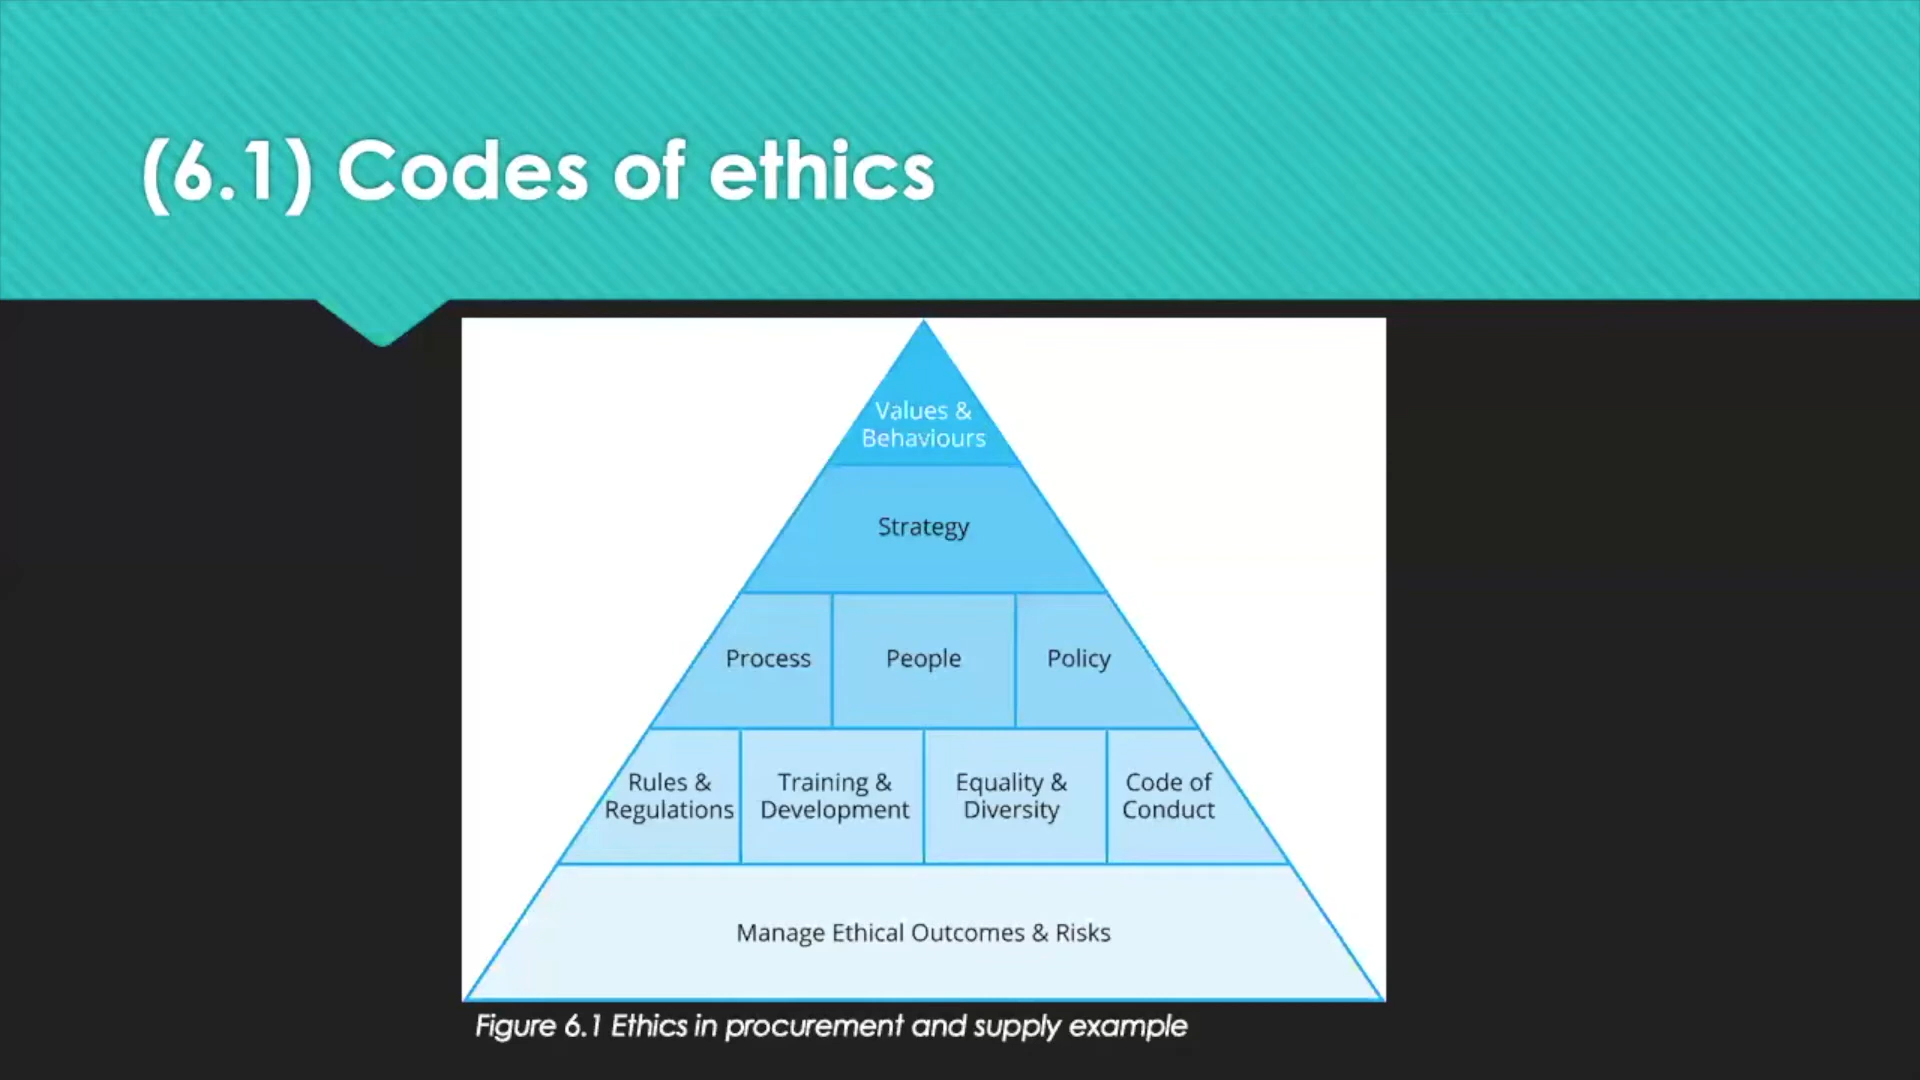 (6.1) Codes of ethics
Values &
Behaviours
Strategy
Process
People
Policy
Rules &
Regulations
Training &
Development
Equality &
Diversity
Code of
Conduct
Manage Ethical Outcomes & Risks
Figure 6.1 Ethics in procurement and supply example